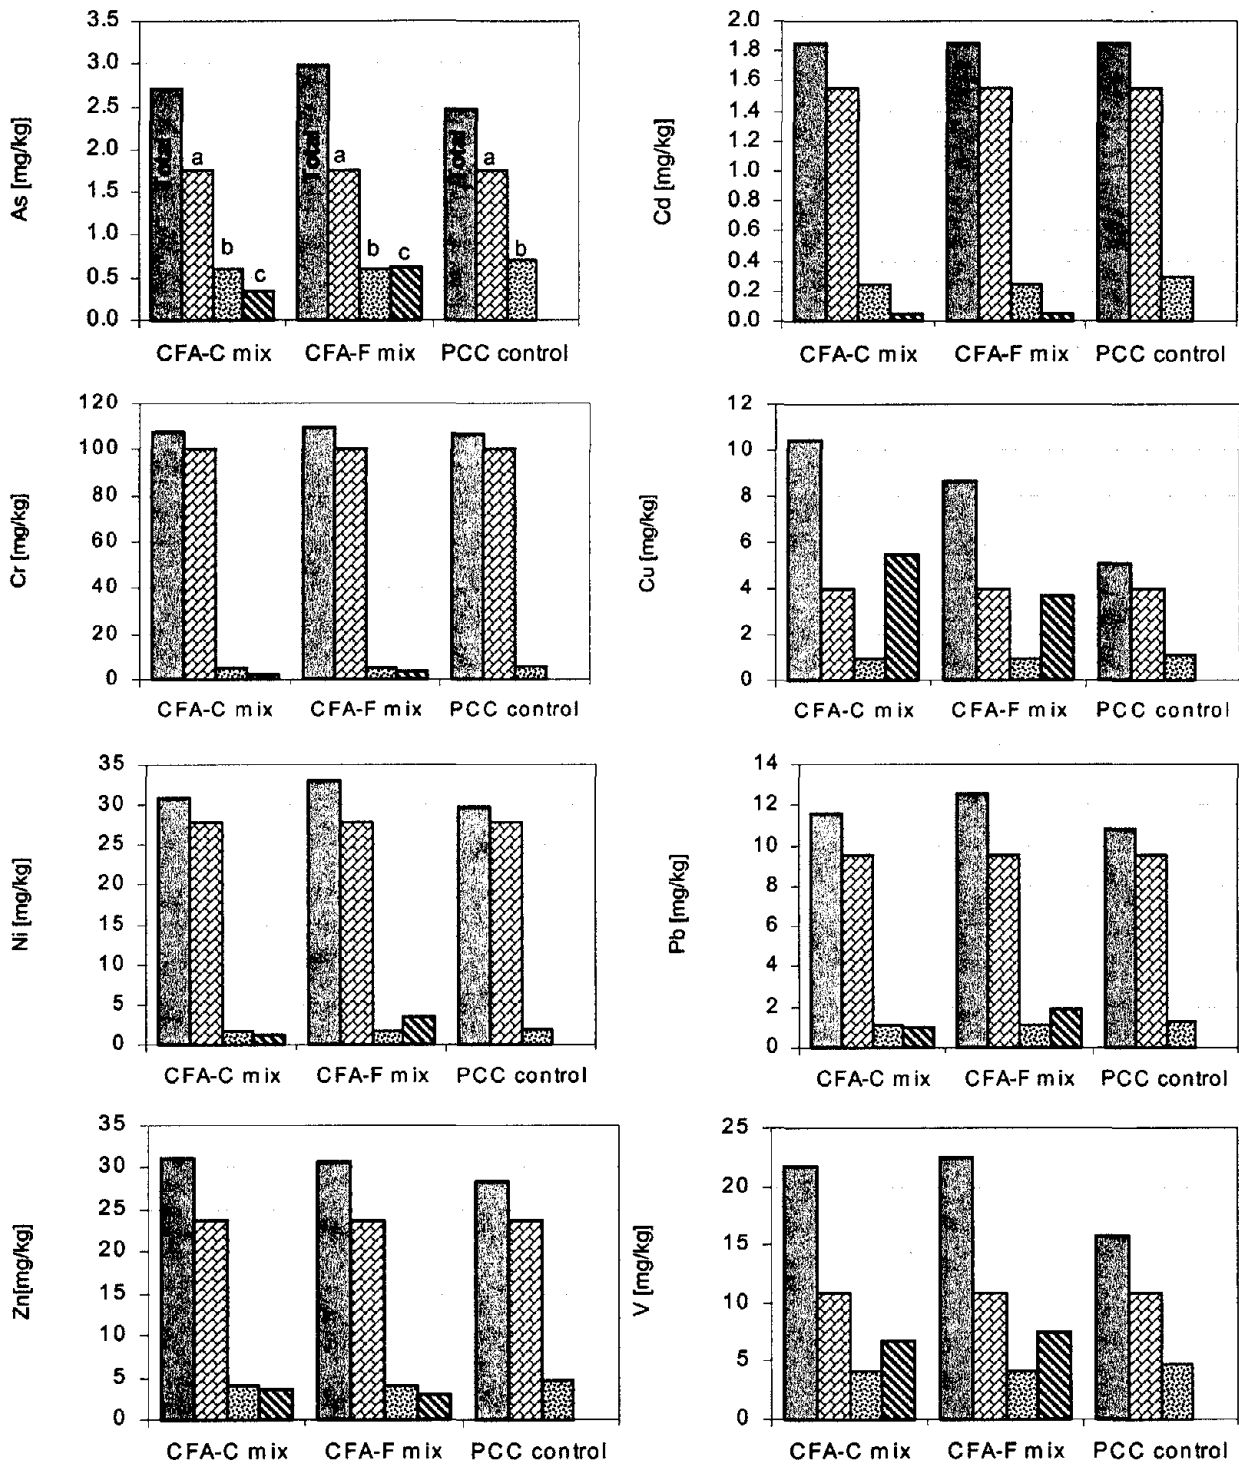 3.5
3.0
2.5
2.0
1.5
1.0
0.5
0.0
As [mg/kg]
Total
a
b
c
Total
a
b
c
Total
a
b
CFA-C mix CFA-F mix PCC control
2.0
1.8
1.6
1.4
1.2
1.0
0.8
0.6
0.4
0.2
0.0
Cd [mg/kg]
CFA-C mix CFA-F mix PCC control
120
100
80
60
40
20
0
Cr [mg/kg]
CFA-C mix CFA-F mix PCC control
12
10
8
6
4
2
0
Cu [mg/kg]
CFA-C mix CFA-F mix PCC control
35
30
25
20
15
10
5
0
Ni [mg/kg]
CFA-C mix CFA-F mix PCC control
14
12
10
8
6
4
2
0
Pb [mg/kg]
CFA-C mix CFA-F mix PCC control
35
30
25
20
15
10
5
0
Zn[mg/kg]
CFA-C mix CFA-F mix PCC control
25
20
15
10
5
0
V [mg/kg]
CFA-C mix CFA-F mix PCC control